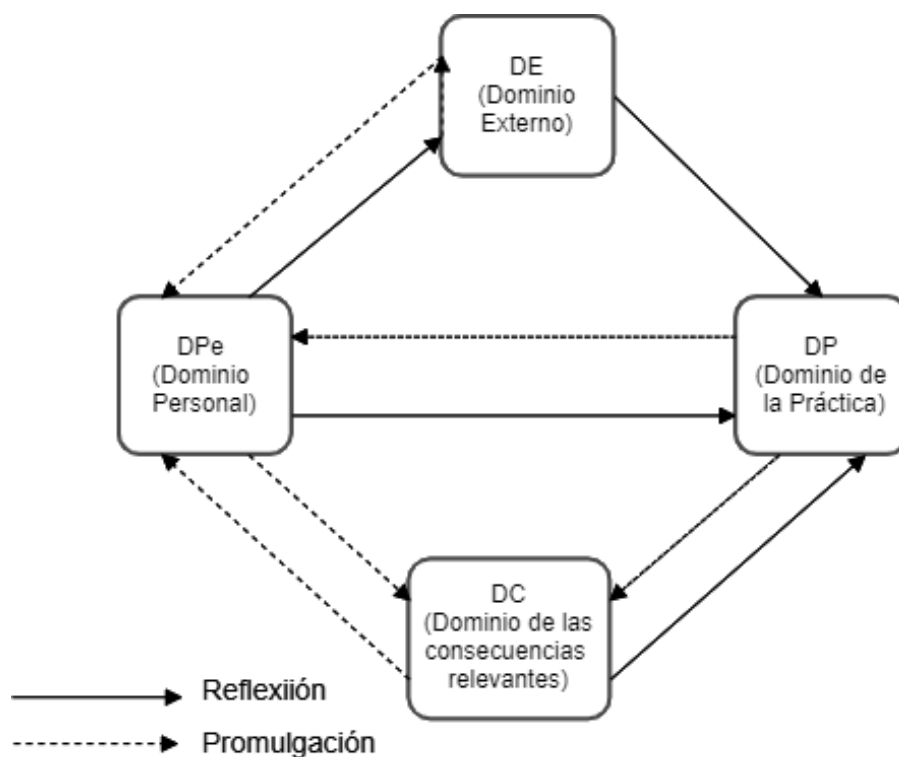 DE
(Dominio
Externo)
DPe
(Dominio
Personal)
DP
(Dominio de
la Práctica)
DC
(Dominio de las
consecuencias
relevantes)
Reflexiión
Promulgación